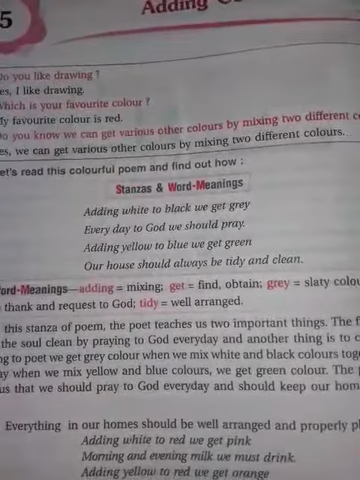 5
Adding
Do you like drawing ?
es, I like drawing.
Which is your favourite colour ?
My favourite colour is red.
Do you know we can get various other colours by mixing two different co
es, we can get various other colours by mixing two different colours.
et's read this colourful poem and find out how :
Stanzas & Word-Meanings
Adding white to black we get grey
Every day to God we should pray.
Adding yellow to blue we get green
Our house should always be tidy and clean.
ord-Meanings—adding = mixing; get = find, obtain; grey = slaty colou
thank and request to God; tidy = well arranged.
this stanza of poem, the poet teaches us two important things. The f
the soul clean by praying to God everyday and another thing is to c
ng to poet we get grey colour when we mix white and black colours toge
ay when we mix yellow and blue colours, we get green colour. The p
us that we should pray to God everyday and should keep our hom
Everything in our homes should be well arranged and properly pl
Adding white to red we get pink
Morning and evening milk we must drink.
Adding yellow to red we get orange